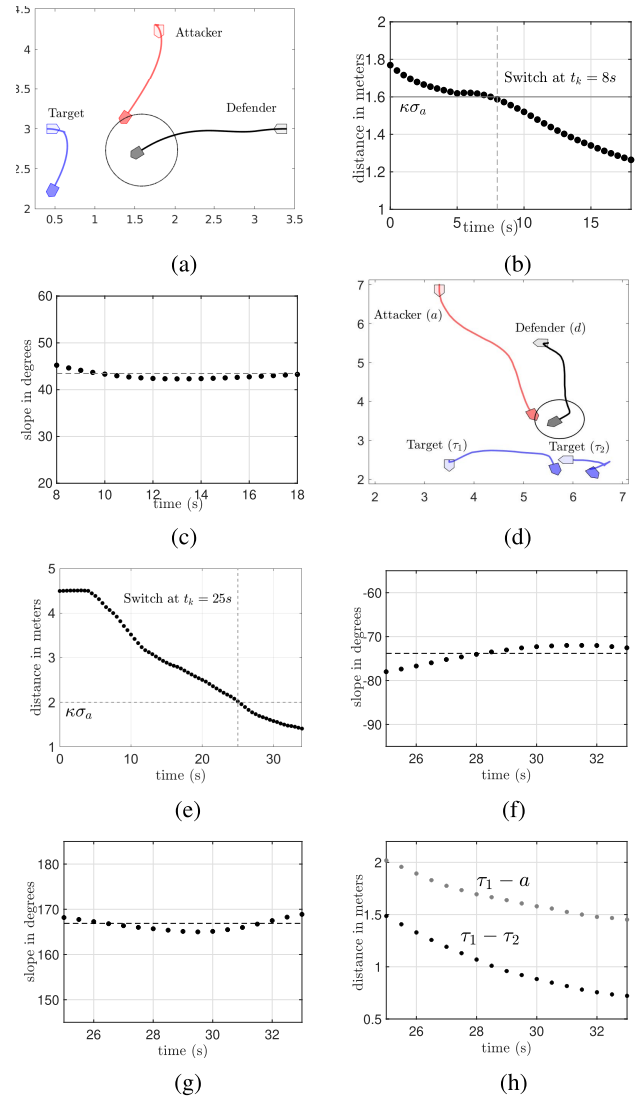 4.5
4
3.5
3
2.5
2
0.5
1
1.5
2
2.5
3
3.5
Attacker
Target
Defender
(a)
2
1.8
1.6
1.4
1.2
1
0
5
10
15
distance in meters
time (s)
Switch at t_k = 8s
κσ_a
(b)
60
50
40
30
20
8
10
12
14
16
18
slope in degrees
time (s)
(c)
7
6
5
4
3
2
2
3
4
5
6
7
Attacker (a)
Defender (d)
Target (τ₁)
Target (τ₂)
(d)
5
4
3
2
1
0
10
20
30
distance in meters
time (s)
Switch at t_k = 25s
κσ_a
(e)
-60
-70
-80
-90
26
28
30
32
slope in degrees
time (s)
(f)
180
170
160
150
26
28
30
32
slope in degrees
time (s)
(g)
2
1.5
1
0.5
26
28
30
32
distance in meters
time (s)
τ₁ − a
τ₁ − τ₂
(h)